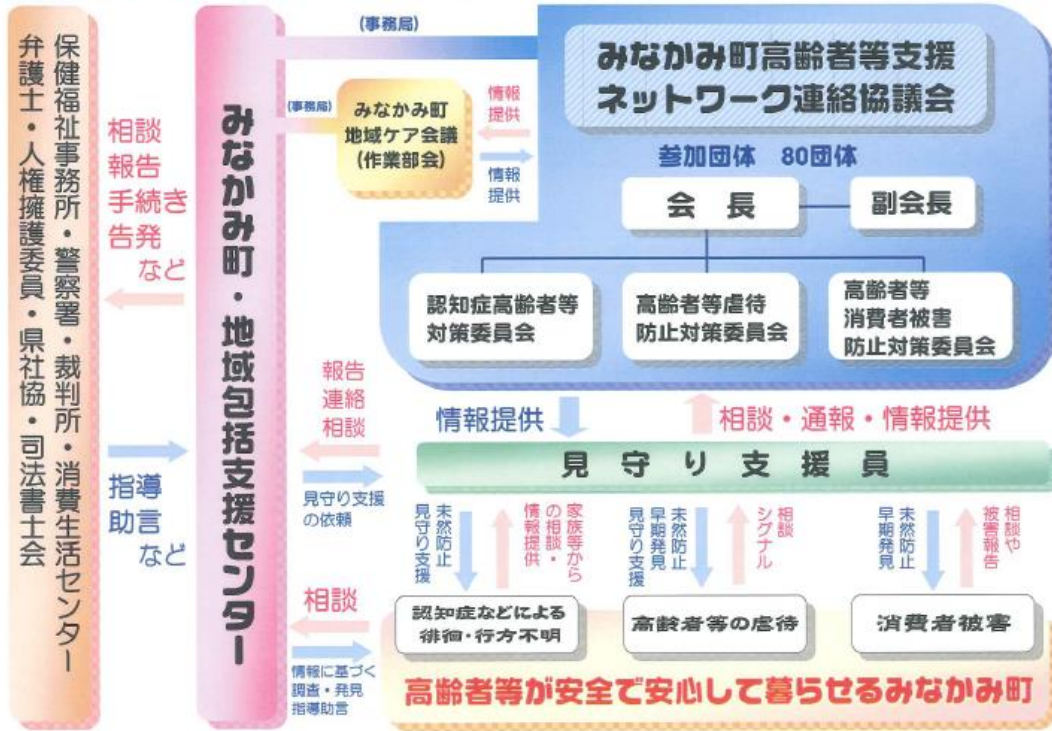 保健福祉事務所・警察署・裁判所・消費生活センター
弁護士・人権擁護委員・県社協・司法書士会
相談
報告
手続き
告発
など
指導
助言
など
みなかみ町・地域包括支援センター
(事務局)
(事務局)
みなかみ町
地域ケア会議
(作業部会)
情報
提供
情報
提供
みなかみ町高齢者等支援
ネットワーク連絡協議会
参加団体 80団体
会長
副会長
認知症高齢者等
対策委員会
高齢者等虐待
防止対策委員会
高齢者等
消費者被害
防止対策委員会
報告
連絡
相談
見守り支援
の依頼
情報提供
相談・通報・情報提供
見守り支援員
未然防止
見守り支援
家族等から
の相談・
情報提供
未然防止
早期発見
見守り支援
相談
シグナル
未然防止
早期発見
相談や
被害報告
相談
情報に基づく
調査・発見
指導助言
認知症などによる
徘徊・行方不明
高齢者等の虐待
消費者被害
高齢者等が安全で安心して暮らせるみなかみ町